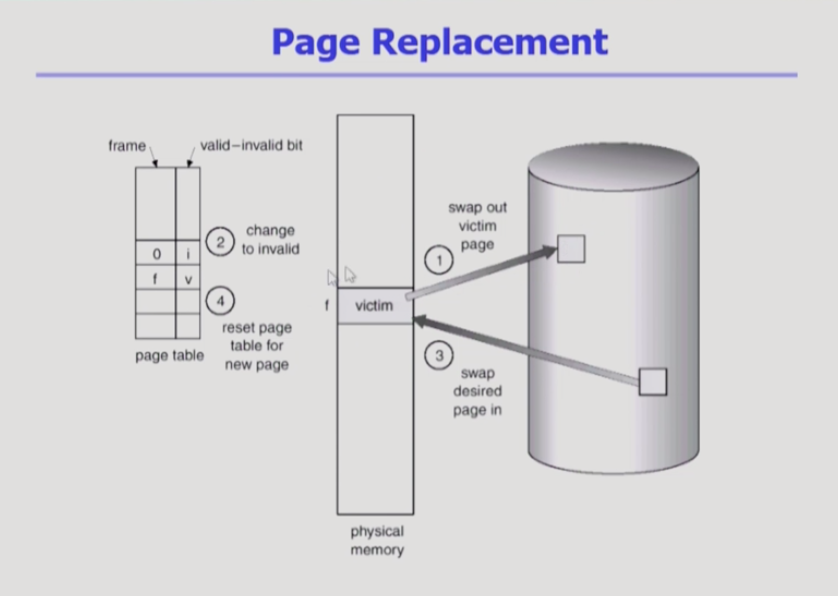 Page Replacement
frame
valid–invalid bit
0 i
f v
2
change
to invalid
4
reset page
table for
new page
page table
f
victim
physical
memory
1
swap out
victim
page
3
swap
desired
page in